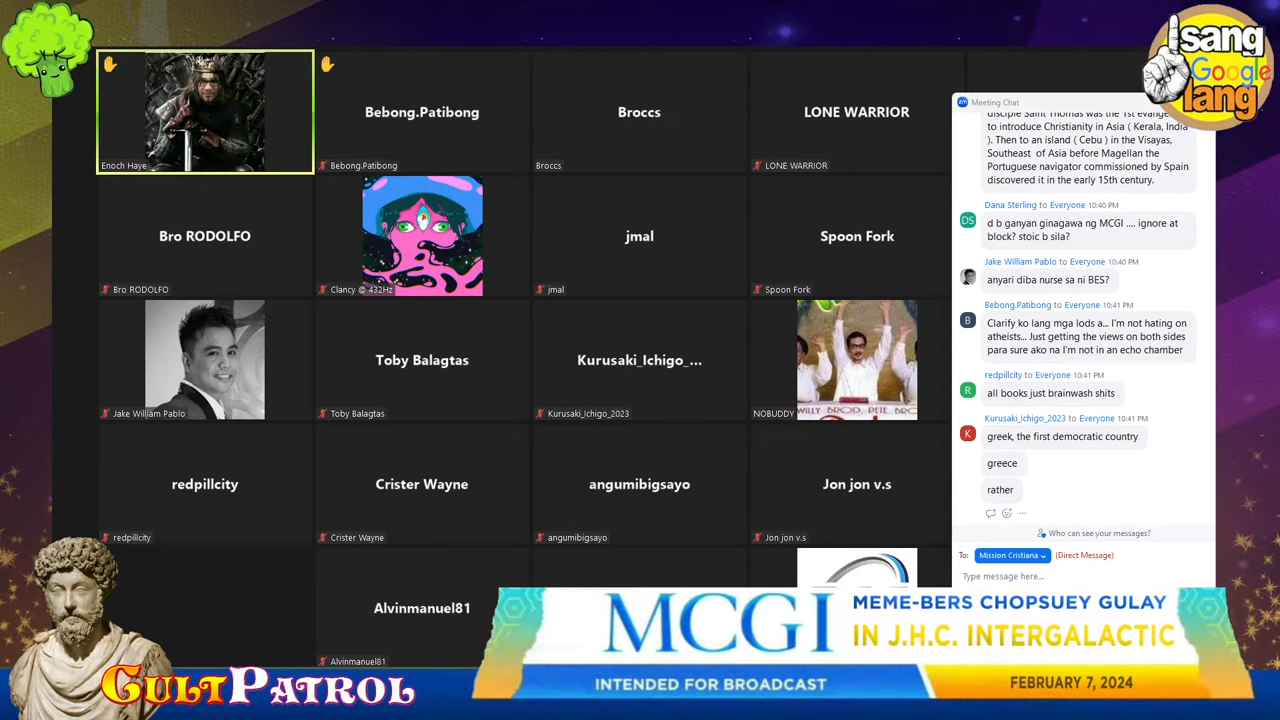 Isang
Google
lang
Enoch Haye
Bebong.Patibong
Bebong.Patibong
Broccs
Broccs
LONE WARRIOR
LONE WARRIOR
Bro RODOLFO
Bro RODOLFO
Clancy @ 432Hz
jmal
jmal
Spoon Fork
Spoon Fork
Jake William Pablo
Toby Balagtas
Toby Balagtas
Kurusaki_Ichigo_...
Kurusaki_Ichigo_2023
NOBUDDY
WILLY BROD, PETE BRO
redpillcity
redpillcity
Crister Wayne
Crister Wayne
angumibigsayo
angumibigsayo
Jon jon v.s
Jon jon v.s
Alvinmanuel81
Alvinmanuel81
zm Meeting Chat
disciple Saint Thomas was the 1st evange
to introduce Christianity in Asia ( Kerala, India
). Then to an island ( Cebu ) in the Visayas,
Southeast of Asia before Magellan the
Portuguese navigator commissioned by Spain
discovered it in the early 15th century.
Dana Sterling to Everyone 10:40 PM
DS
d b ganyan ginagawa ng MCGI .... ignore at
block? stoic b sila?
Jake William Pablo to Everyone 10:40 PM
anyari diba nurse sa ni BES?
Bebong.Patibong to Everyone 10:41 PM
B
Clarify ko lang mga lods a... I'm not hating on
atheists... Just getting the views on both sides
para sure ako na I'm not in an echo chamber
redpillcity to Everyone 10:41 PM
R
all books just brainwash shits
Kurusaki_Ichigo_2023 to Everyone 10:41 PM
K
greek, the first democratic country
greece
rather
Who can see your messages?
To: Mission Cristiana (Direct Message)
Type message here...
MCGI
MEME-BERS CHOPSUEY GULAY
IN J.H.C. INTERGALACTIC
INTENDED FOR BROADCAST
FEBRUARY 7, 2024
CULTPATROL